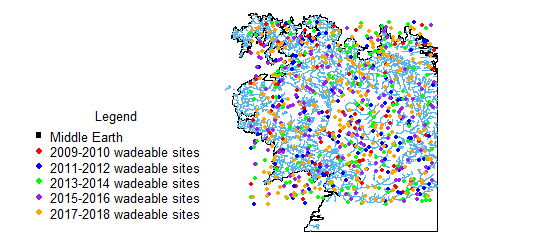 Legend
Middle Earth
2009-2010 wadeable sites
2011-2012 wadeable sites
2013-2014 wadeable sites
2015-2016 wadeable sites
2017-2018 wadeable sites